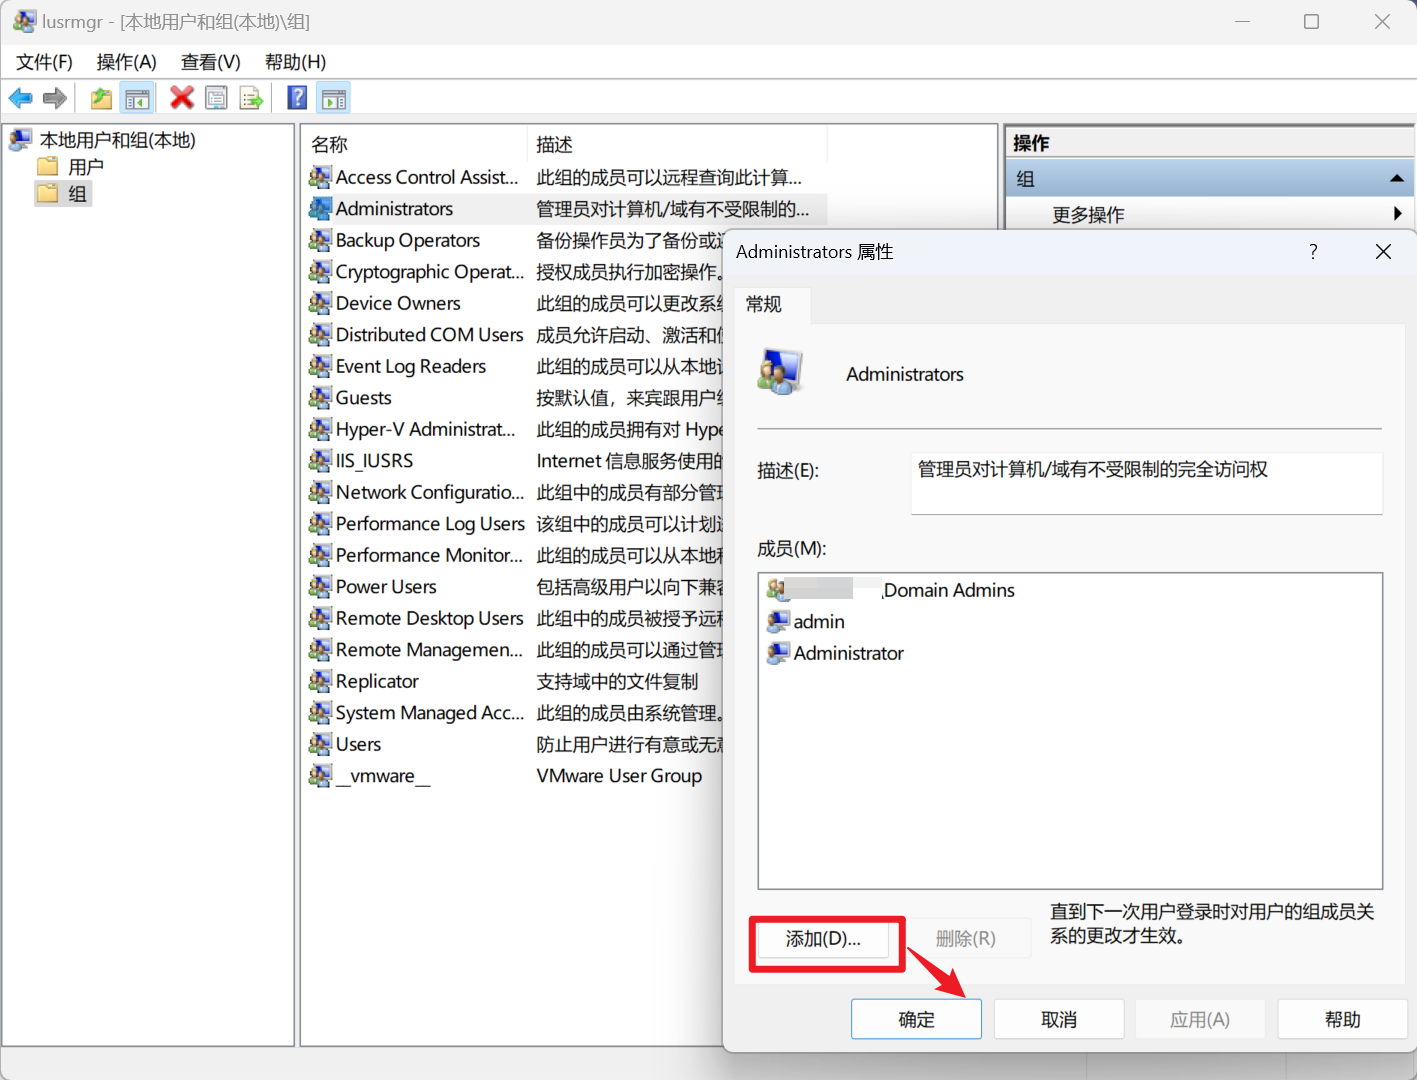 lusrmgr - [本地用户和组(本地)\组]
文件(F) 操作(A) 查看(V) 帮助(H)
本地用户和组(本地)
用户
组
名称 描述
Access Control Assist... 此组的成员可以远程查询此计算...
Administrators 管理员对计算机/域有不受限制的...
Backup Operators 备份操作员为了备份或
Cryptographic Operat... 授权成员执行加密操作。
Device Owners 此组的成员可以更改系统
Distributed COM Users 成员允许启动、激活和
Event Log Readers 此组的成员可以从本地
Guests 按默认值，来宾跟用户
Hyper-V Administrat... 此组的成员拥有对 Hype
IIS_IUSRS Internet 信息服务使用的
Network Configuratio... 此组中的成员有部分管
Performance Log Users 该组中的成员可以计划
Performance Monitor... 此组的成员可以从本地
Power Users 包括高级用户以向下兼
Remote Desktop Users 此组中的成员被授予远
Remote Managemen... 此组的成员可以通过管
Replicator 支持域中的文件复制
System Managed Acc... 此组的成员由系统管理。
Users 防止用户进行有意或无
__vmware__ VMware User Group
操作
组
更多操作
Administrators 属性
?
常规
Administrators
描述(E):
管理员对计算机/域有不受限制的完全访问权
成员(M):
\Domain Admins
admin
Administrator
添加(D)...
删除(R)
直到下一次用户登录时对用户的组成员关
系的更改才生效。
确定 取消 应用(A) 帮助